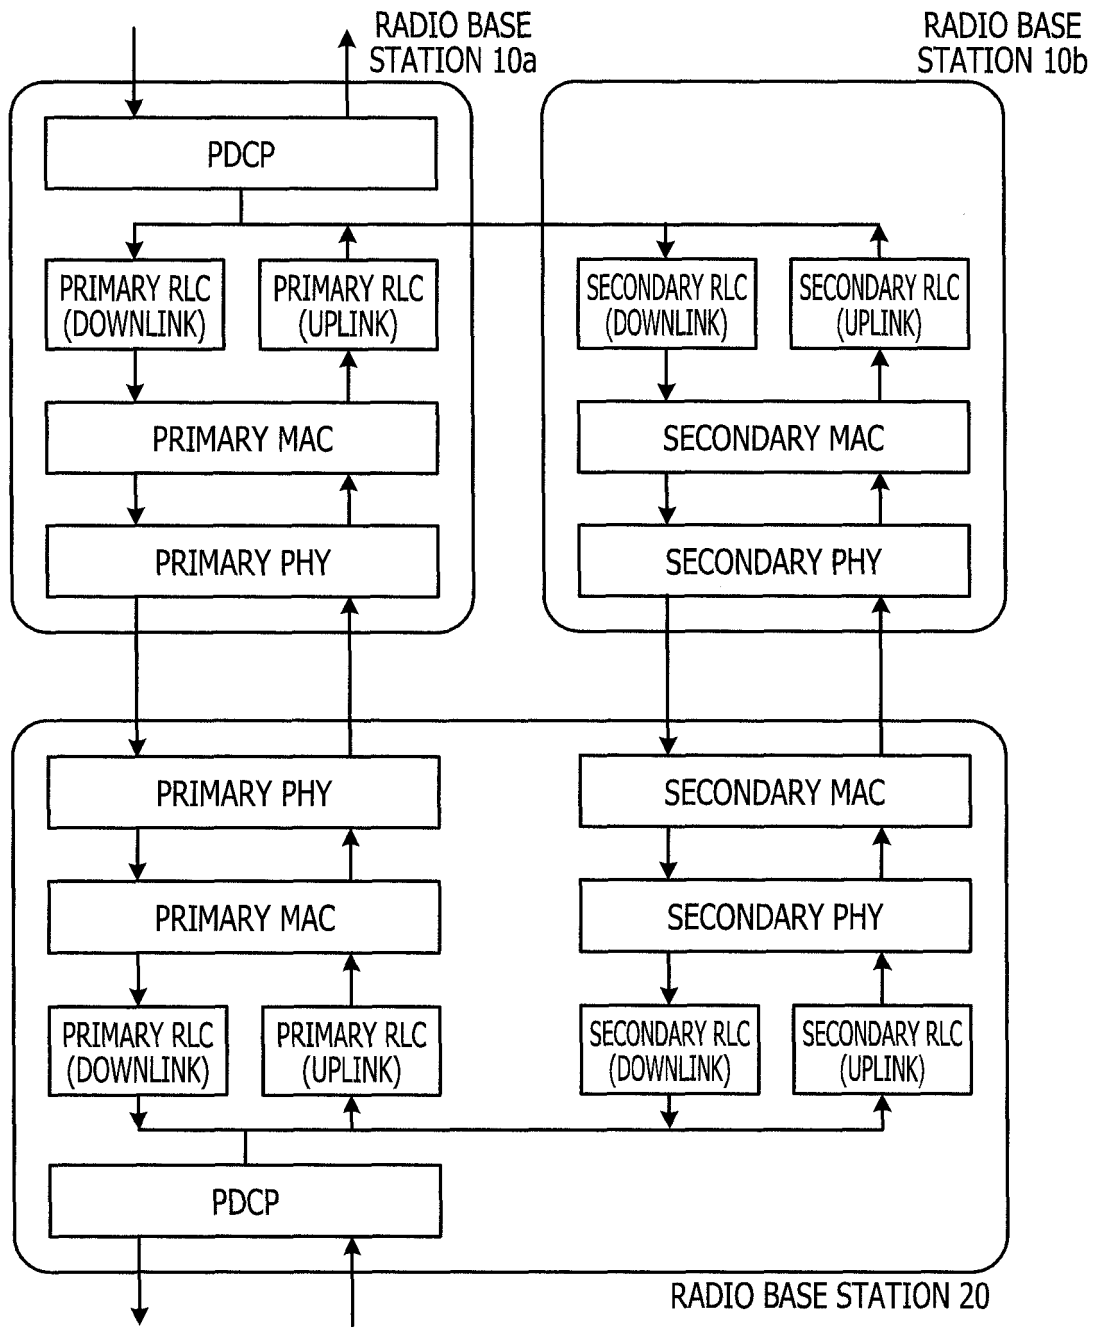 RADIO BASE
STATION 10a
RADIO BASE
STATION 10b
PDCP
PRIMARY RLC
(DOWNLINK)
PRIMARY RLC
(UPLINK)
SECONDARY RLC
(DOWNLINK)
SECONDARY RLC
(UPLINK)
PRIMARY MAC
SECONDARY MAC
PRIMARY PHY
SECONDARY PHY
PRIMARY PHY
SECONDARY MAC
PRIMARY MAC
SECONDARY PHY
PRIMARY RLC
(DOWNLINK)
PRIMARY RLC
(UPLINK)
SECONDARY RLC
(DOWNLINK)
SECONDARY RLC
(UPLINK)
PDCP
RADIO BASE STATION 20